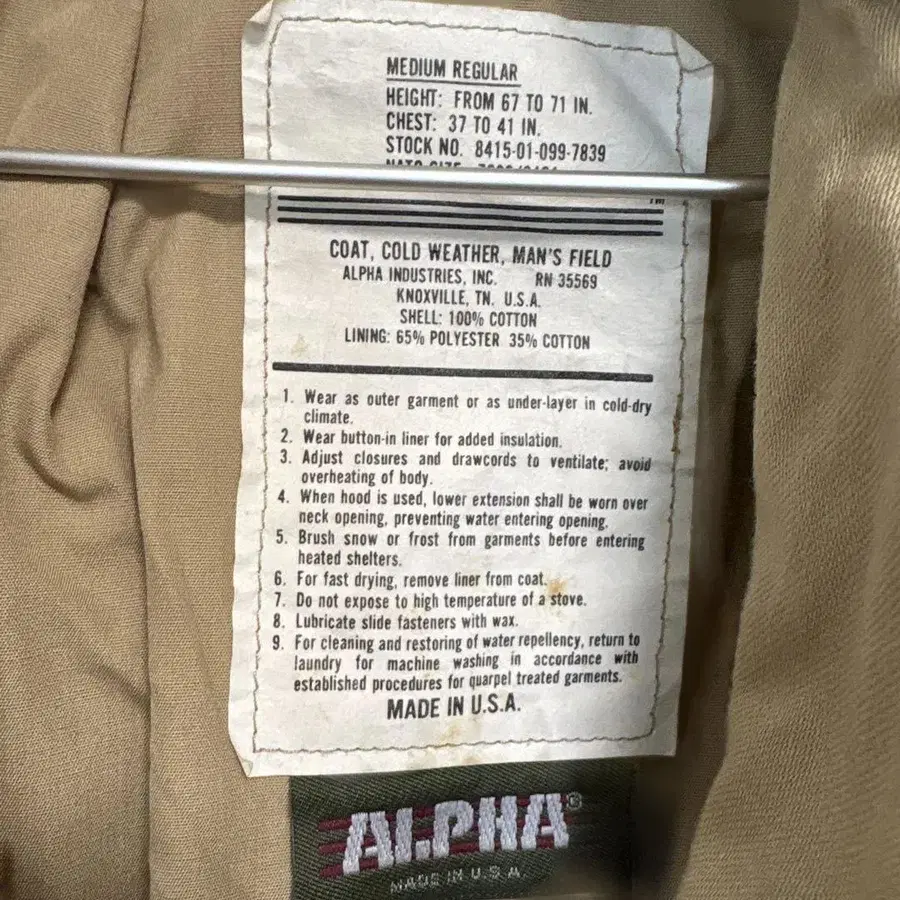 MEDIUM REGULAR
HEIGHT: FROM 67 TO 71 IN.
CHEST: 37 TO 41 IN.
STOCK NO. 8415-01-099-7839
NATO SIZE
TM
COAT, COLD WEATHER, MAN'S FIELD
ALPHA INDUSTRIES, INC. RN 35569
KNOXVILLE, TN. U.S.A.
SHELL: 100% COTTON
LINING: 65% POLYESTER 35% COTTON
1. Wear as outer garment or as under-layer in cold-dry
climate.
2. Wear button-in liner for added insulation.
3. Adjust closures and drawcords to ventilate; avoid
overheating of body.
4. When hood is used, lower extension shall be worn over
neck opening, preventing water entering opening.
5. Brush snow or frost from garments before entering
heated shelters.
6. For fast drying, remove liner from coat.
7. Do not expose to high temperature of a stove.
8. Lubricate slide fasteners with wax.
9. For cleaning and restoring of water repellency, return to
laundry for machine washing in accordance with
established procedures for quarpel treated garments.
MADE IN U.S.A.
ALPHA®
MADE IN U.S.A.